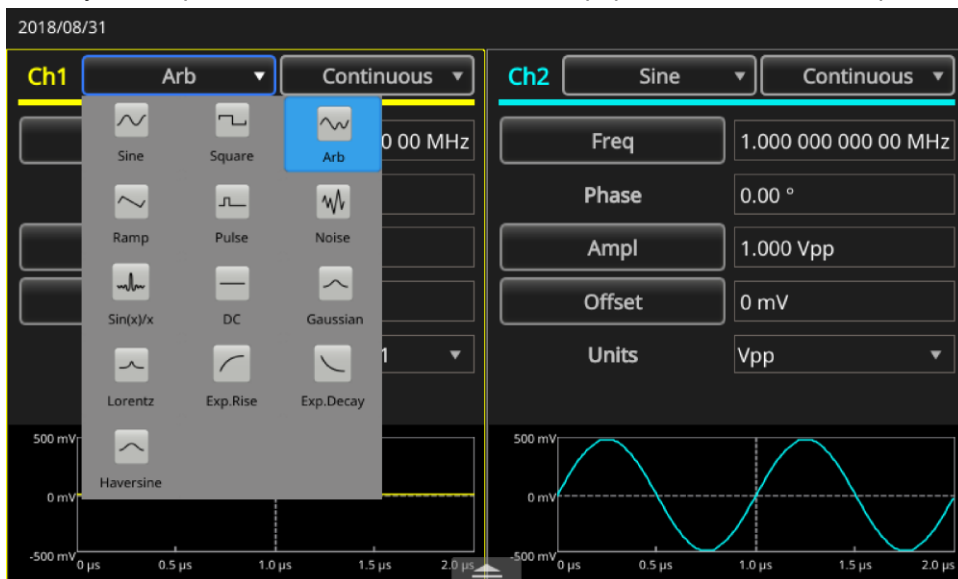 2018/08/31
Ch1 Arb Continuous
Ch2 Sine Continuous
Sine Square Arb
0 00 MHz
Ramp Pulse Noise
Sin(x)/x DC Gaussian
1
Lorentz Exp.Rise Exp.Decay
Haversine
500 mV
0 mV
-500 mV
0 µs 0.5 µs 1.0 µs 1.5 µs 2.0 µs
Freq 1.000 000 000 00 MHz
Phase 0.00 °
Ampl 1.000 Vpp
Offset 0 mV
Units Vpp
500 mV
0 mV
-500 mV
0 µs 0.5 µs 1.0 µs 1.5 µs 2.0 µs